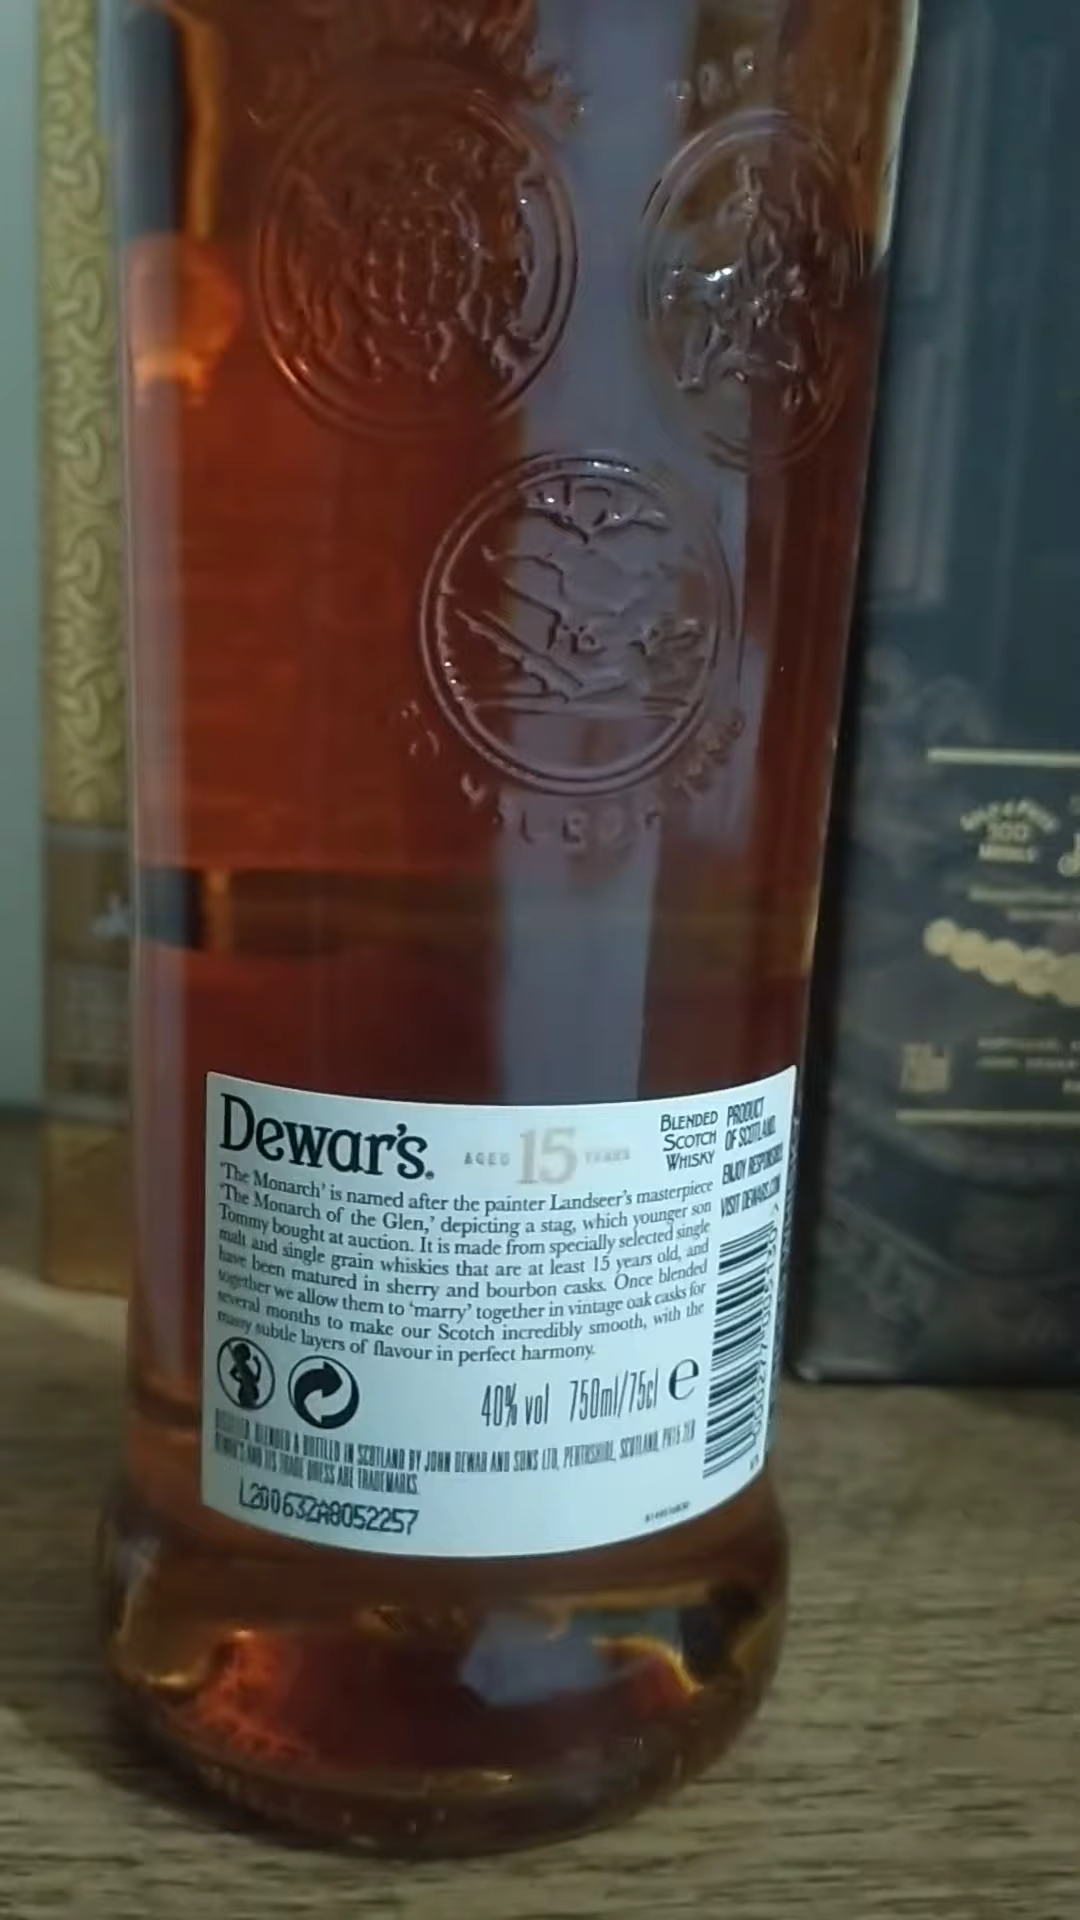 Dewar's.
AGED 15 YEARS
BLENDED
SCOTCH
WHISKY
PRODUCT
OF SCOTLAND.
ENJOY RESPONSIBLY
VISIT DEWARS.COM
'The Monarch' is named after the painter Landseer's masterpiece
'The Monarch of the Glen,' depicting a stag, which younger son
Tommy bought at auction. It is made from specially selected single
malt and single grain whiskies that are at least 15 years old, and
have been matured in sherry and bourbon casks. Once blended
together we allow them to 'marry' together in vintage oak casks for
several months to make our Scotch incredibly smooth, with the
many subtle layers of flavour in perfect harmony.
40% vol 750ml/75cl e
DISTILLED, BLENDED & BOTTLED IN SCOTLAND BY JOHN DEWAR AND SONS LTD, PERTHSHIRE, SCOTLAND,
DEWAR'S AND ITS TRADE DRESS ARE TRADEMARKS.
L20063ZA8052257
500
MEDALS